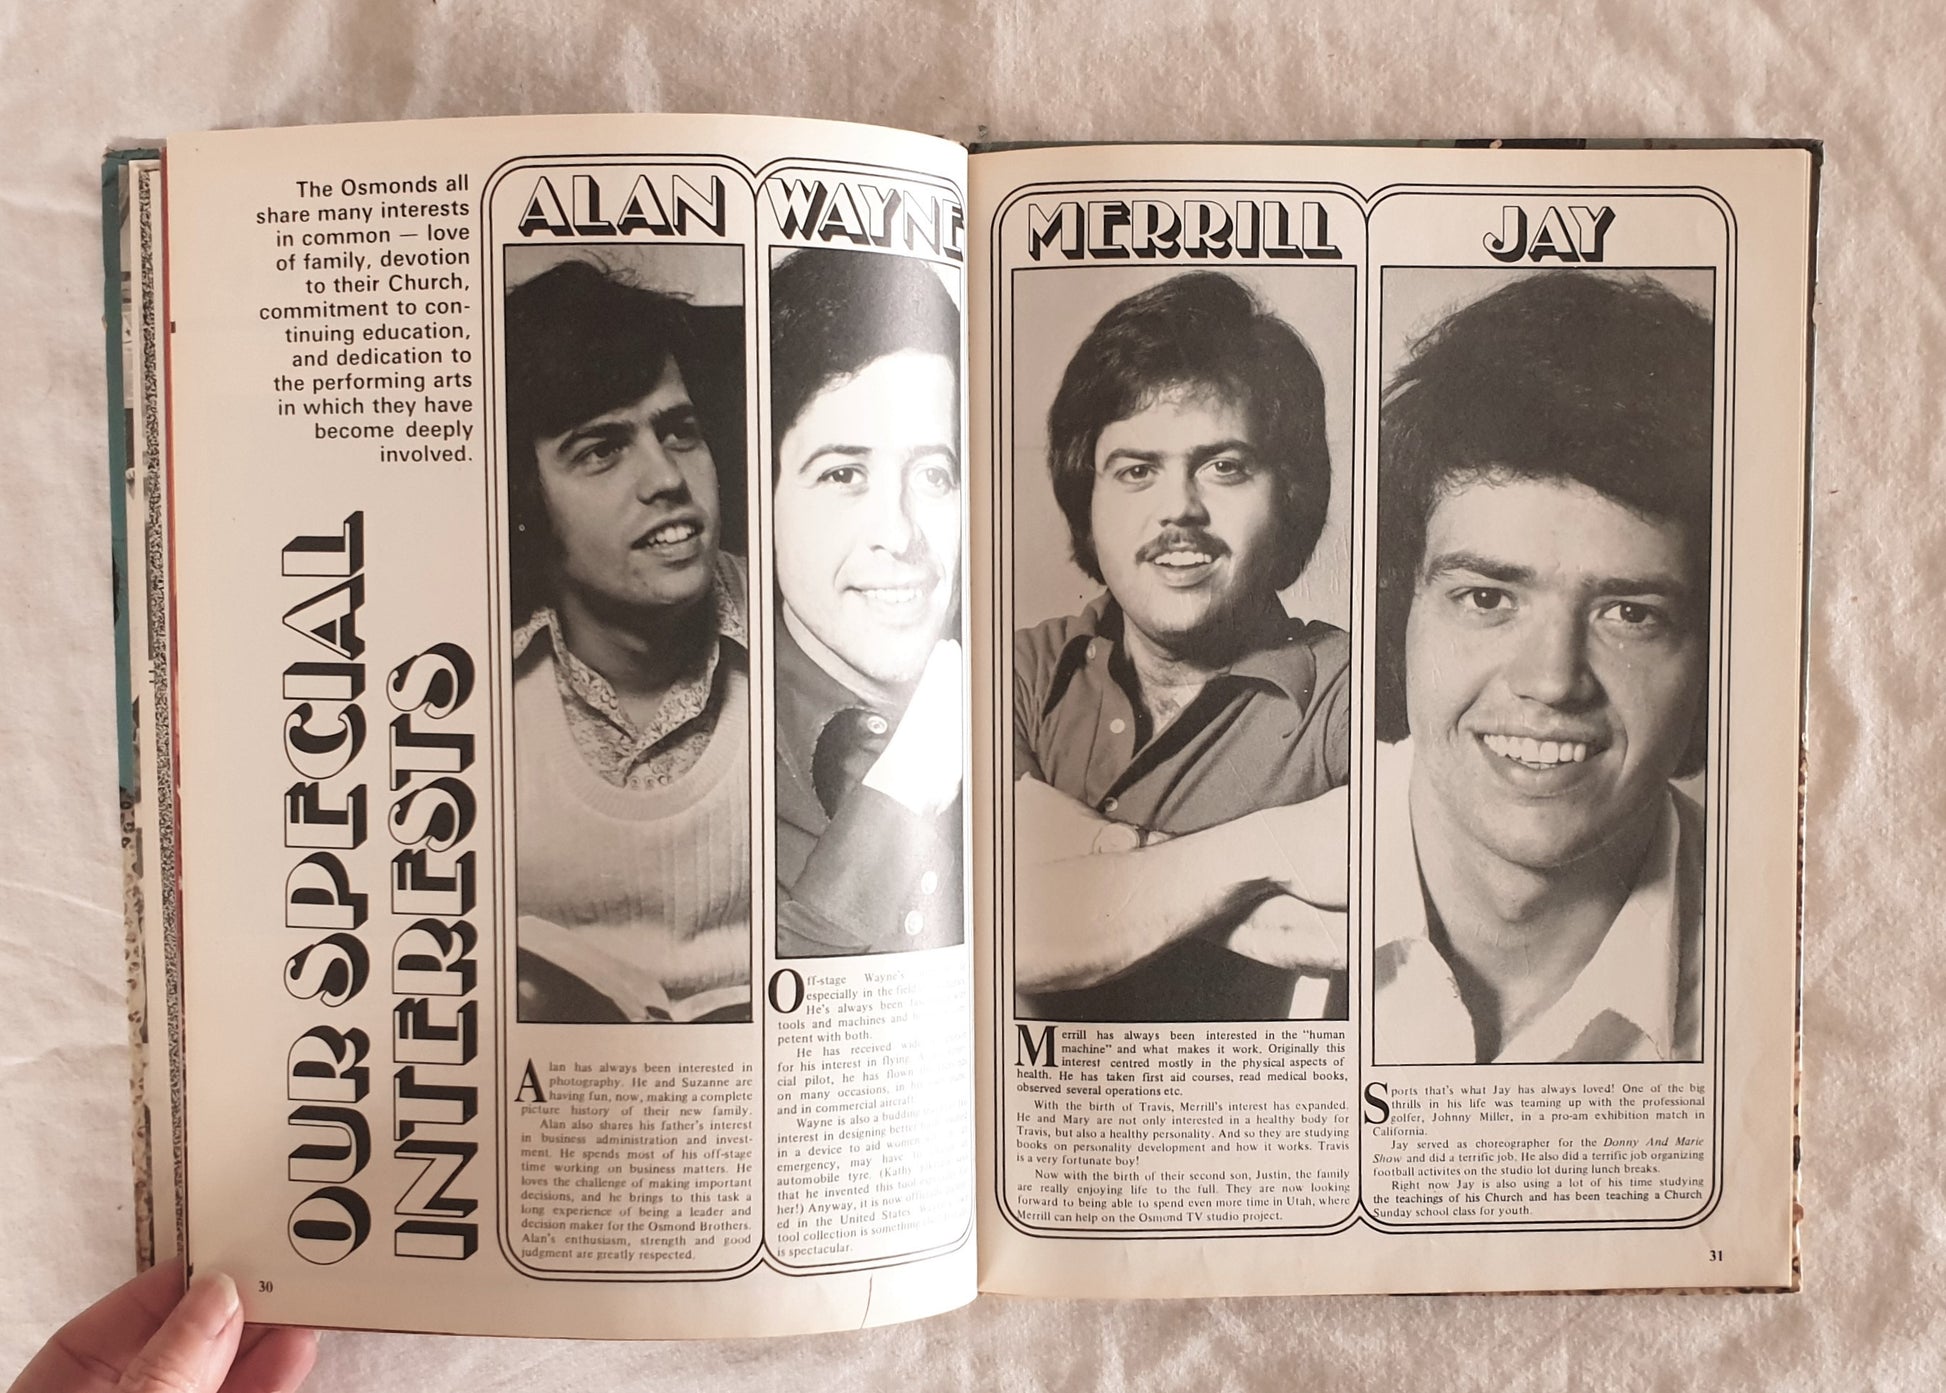 The Osmonds all
share many interests
in common — love
of family, devotion
to their Church,
commitment to con-
tinuing education,
and dedication to
the performing arts
in which they have
become deeply
involved.
OUR SPECIAL
INTERESTS
ALAN
Alan has always been interested in
photography. He and Suzanne are
having fun, now, making a complete
picture history of their new family.
Alan also shares his father's interest
in business administration and invest-
ment. He spends most of his off-stage
time working on business matters. He
loves the challenge of making important
decisions, and he brings to this task a
long experience of being a leader and
decision maker for the Osmond Brothers.
Alan's enthusiasm, strength and good
judgment are greatly respected.
WAYNE
Off-stage Wayne's
especially in the
He's always been
tools and machines and
petent with both.
He has received
for his interest in flying.
cial pilot, he has flown
on many occasions, in
and in commercial aircraft.
Wayne is also a budding
interest in designing
in a device to aid
emergency, may have
automobile tyre. (Kathy
that he invented this
her!) Anyway, it is now
ed in the United States.
tool collection is something
is spectacular.
30
MERRILL
Merrill has always been interested in the "human
machine" and what makes it work. Originally this
interest centred mostly in the physical aspects of
health. He has taken first aid courses, read medical books,
observed several operations etc.
With the birth of Travis, Merrill's interest has expanded.
He and Mary are not only interested in a healthy body for
Travis, but also a healthy personality. And so they are studying
books on personality development and how it works. Travis
is a very fortunate boy!
Now with the birth of their second son, Justin, the family
are really enjoying life to the full. They are now looking
forward to being able to spend even more time in Utah, where
Merrill can help on the Osmond TV studio project.
JAY
Sports that's what Jay has always loved! One of the big
thrills in his life was teaming up with the professional
golfer, Johnny Miller, in a pro-am exhibition match in
California.
Jay served as choreographer for the Donny And Marie
Show and did a terrific job. He also did a terrific job organizing
football activites on the studio lot during lunch breaks.
Right now Jay is also using a lot of his time studying
the teachings of his Church and has been teaching a Church
Sunday school class for youth.
31